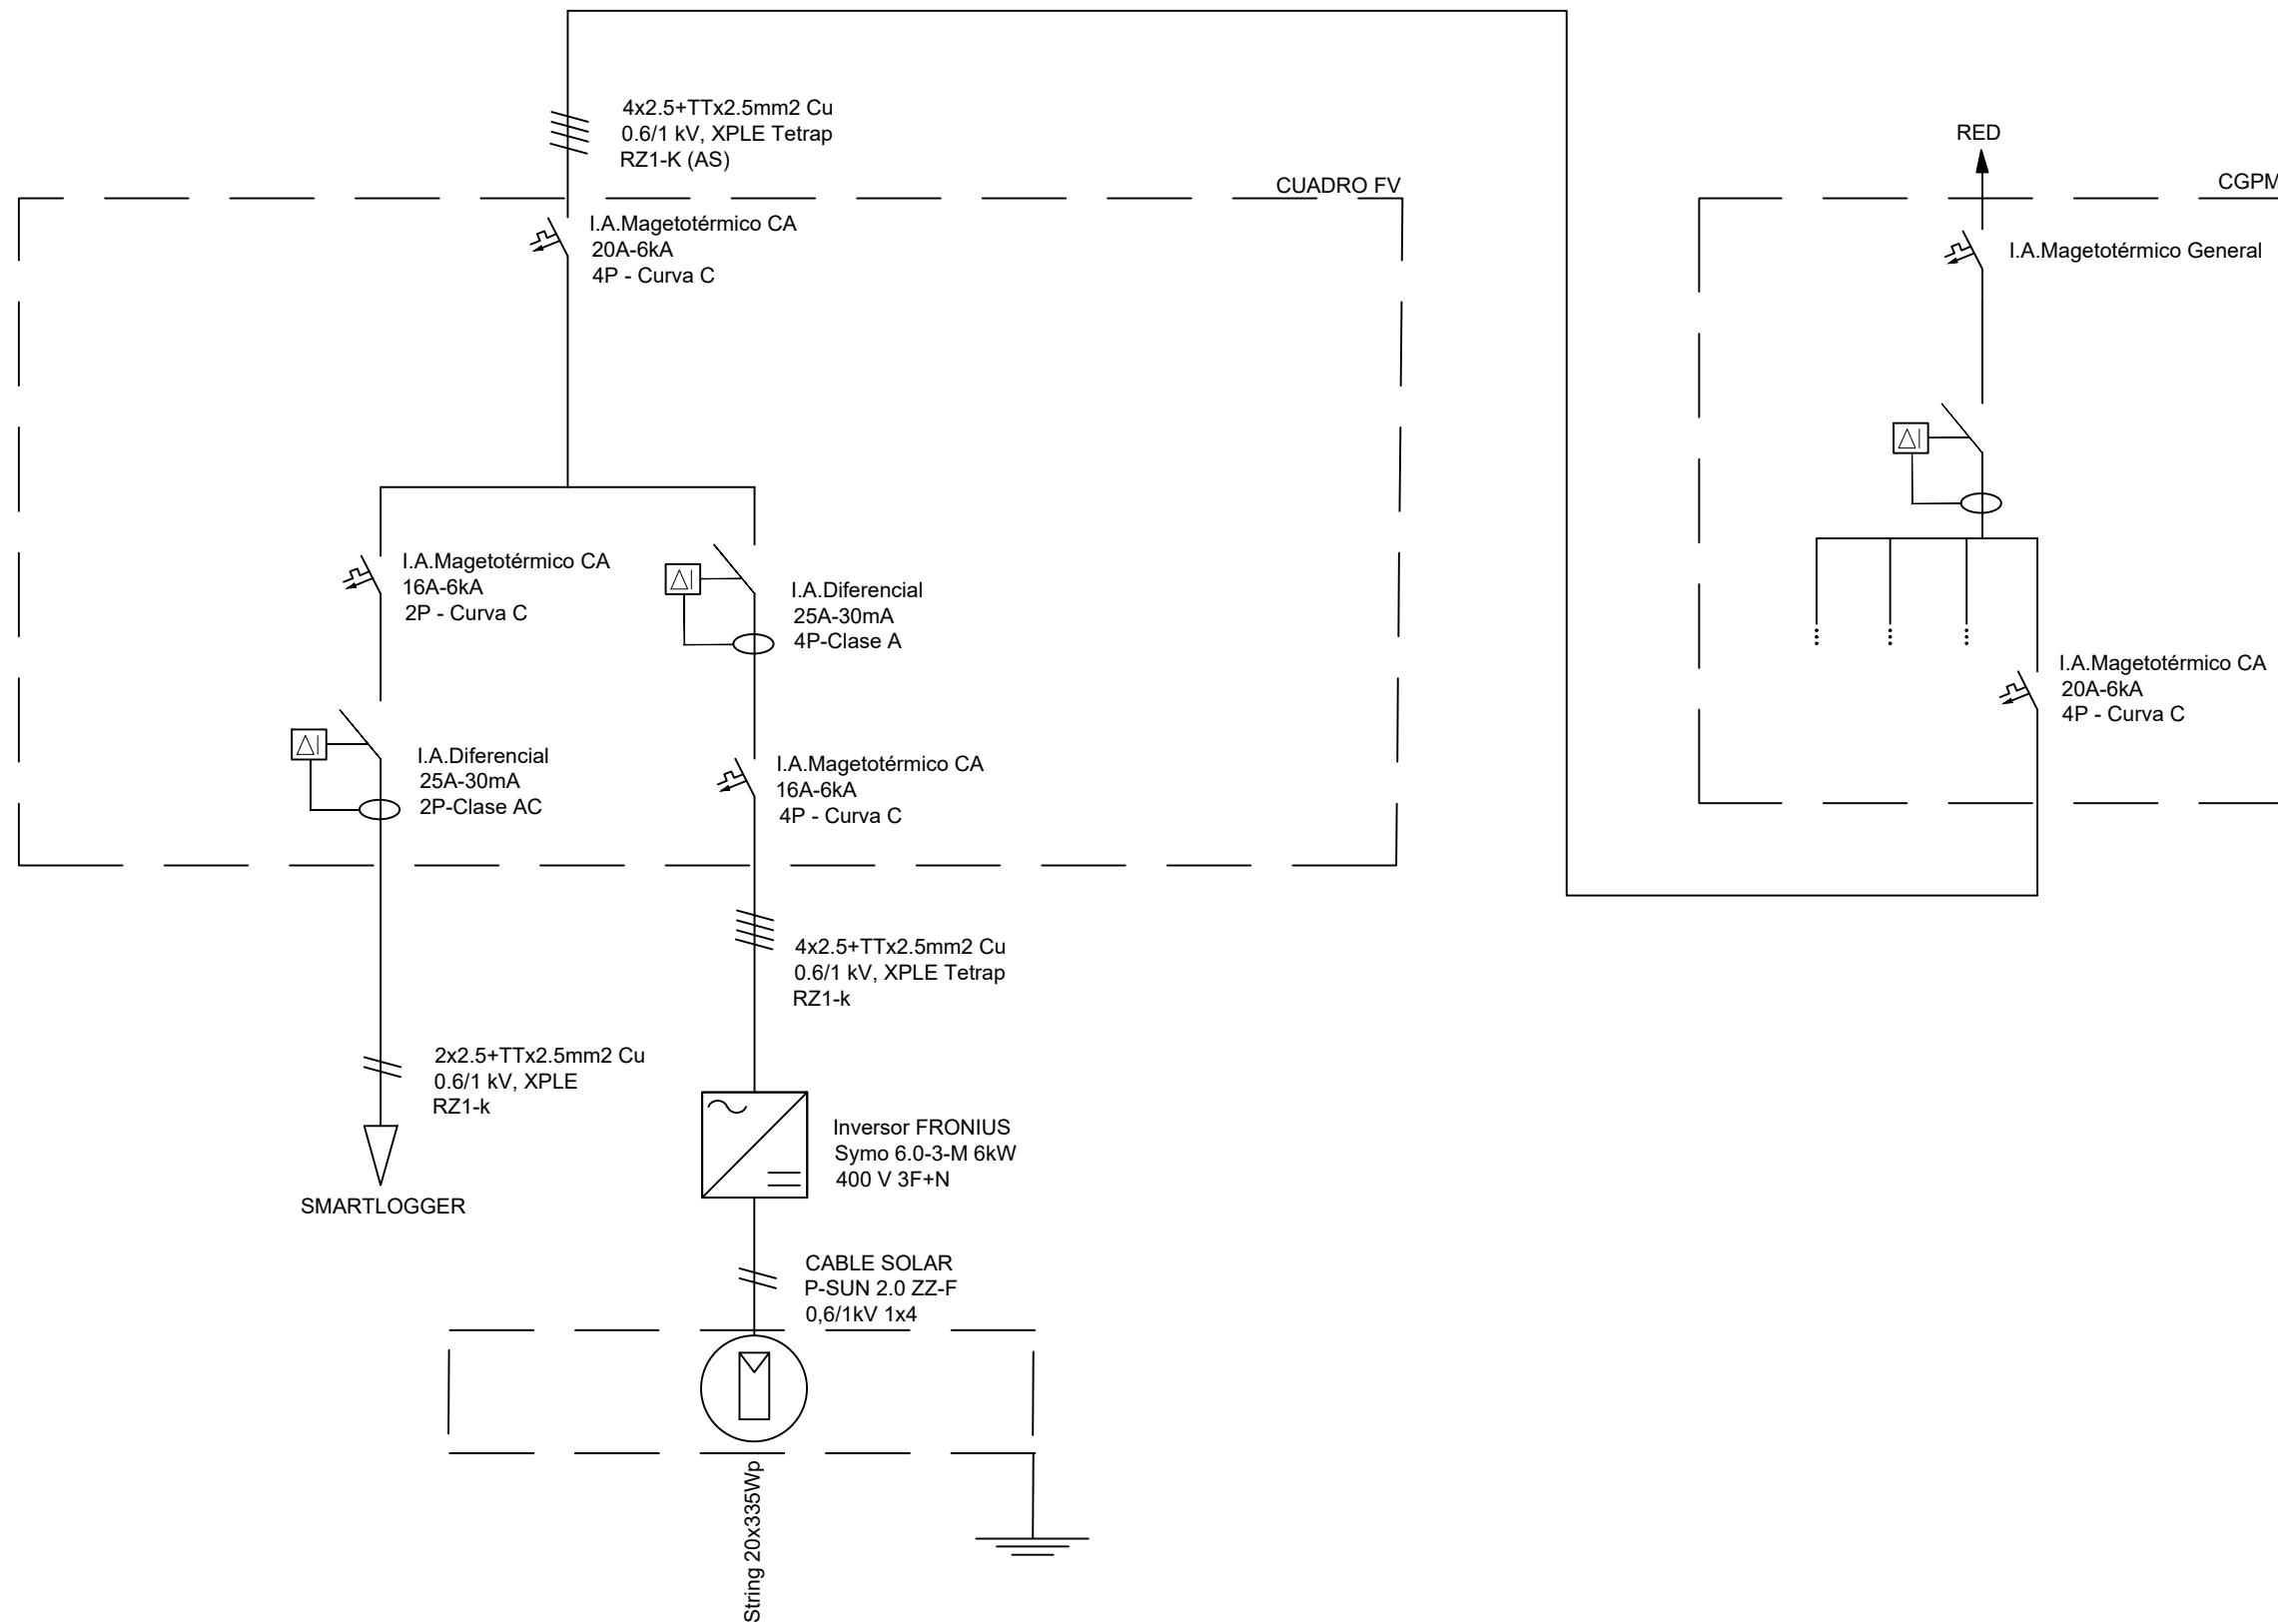 4x2.5+TTx2.5mm2 Cu
0.6/1 kV, XPLE Tetrap
RZ1-K (AS)
CUADRO FV
I.A.Magetotérmico CA
20A-6kA
4P - Curva C
RED
CGPM
I.A.Magetotérmico General
I.A.Magetotérmico CA
16A-6kA
2P - Curva C
I.A.Diferencial
25A-30mA
4P-Clase A
I.A.Magetotérmico CA
20A-6kA
4P - Curva C
I.A.Diferencial
25A-30mA
2P-Clase AC
I.A.Magetotérmico CA
16A-6kA
4P - Curva C
4x2.5+TTx2.5mm2 Cu
0.6/1 kV, XPLE Tetrap
RZ1-k
2x2.5+TTx2.5mm2 Cu
0.6/1 kV, XPLE
RZ1-k
SMARTLOGGER
Inversor FRONIUS
Symo 6.0-3-M 6kW
400 V 3F+N
CABLE SOLAR
P-SUN 2.0 ZZ-F
0,6/1kV 1x4
String 20x335Wp